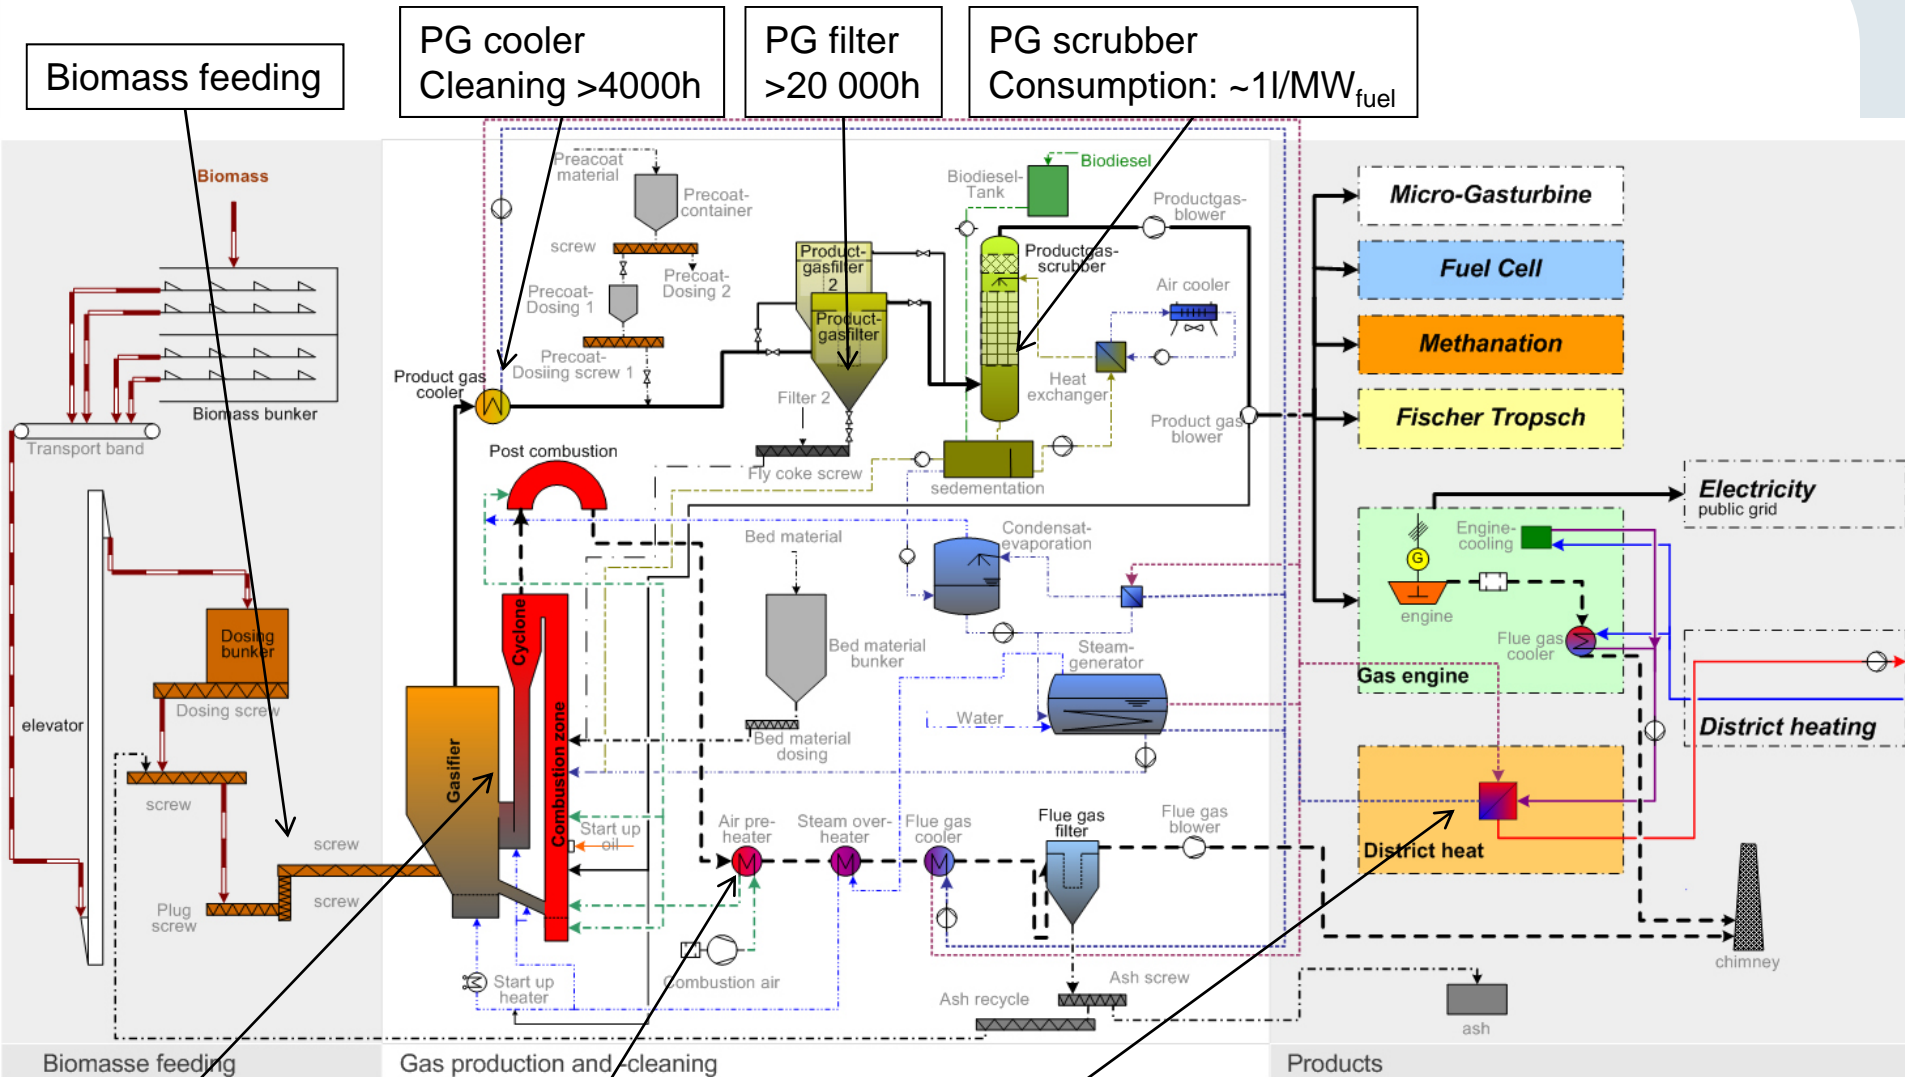 Biomass feeding
PG cooler
Cleaning >4000h
PG filter
>20 000h
PG scrubber
Consumption: ~1l/MWfuel
Biomass
Biomass bunker
Transport band
elevator
Dosing
bunker
Dosing screw
screw
screw
screw
Plug
screw
Biomasse feeding
Preacoat
material
Precoat-
container
screw
Precoat-
Dosing 2
Precoat-
Dosing 1
Precoat-
Dosiing screw 1
Product gas
cooler
Product-
gasfilter
2
Product-
gasfilter
Filter 2
Fly coke screw
Biodiesel
Biodiesel-
Tank
Productgas-
blower
Productgas-
scrubber
Air cooler
Heat
exchanger
Product gas
blower
sedementation
Post combustion
Bed material
Condensat-
evaporation
Cyclone
Gasifier
Combustion zone
Bed material
bunker
Bed material
dosing
Steam-
generator
Water
Start up
oil
Air pre-
heater
Steam over-
heater
Flue gas
cooler
Flue gas
filter
Flue gas
blower
Start up
heater
Combustion air
Ash screw
Ash recycle
Gas production and -cleaning
Micro-Gasturbine
Fuel Cell
Methanation
Fischer Tropsch
Electricity
public grid
Engine-
cooling
G
engine
Flue gas
cooler
Gas engine
District heating
District heat
chimney
ash
Products